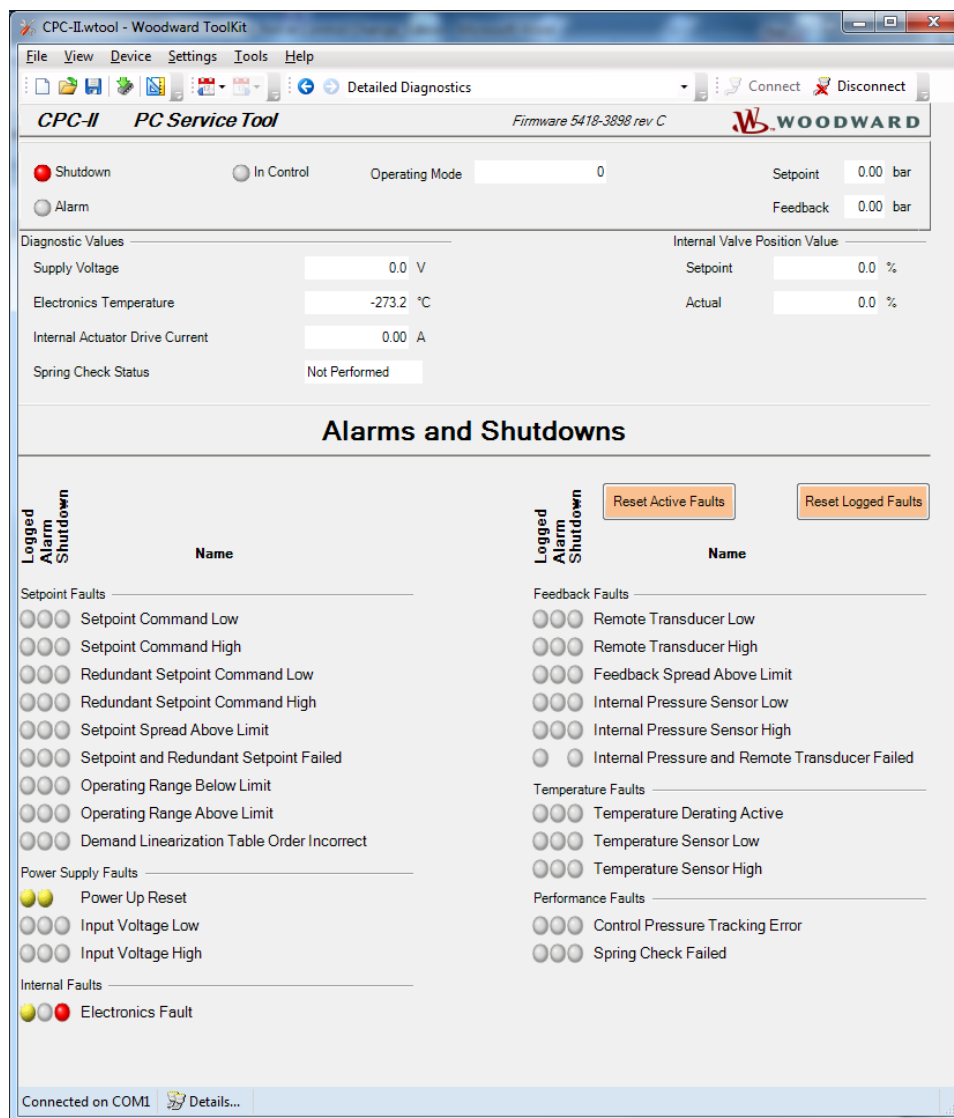 CPC-II.wtool - Woodward ToolKit
File View Device Settings Tools Help
Detailed Diagnostics Connect Disconnect
CPC-II PC Service Tool Firmware 5418-3898 rev C WOODWARD
Shutdown In Control Operating Mode 0 Setpoint 0.00 bar
Alarm Feedback 0.00 bar
Diagnostic Values Internal Valve Position Value
Supply Voltage 0.0 V Setpoint 0.0 %
Electronics Temperature -273.2 °C Actual 0.0 %
Internal Actuator Drive Current 0.00 A
Spring Check Status Not Performed
Alarms and Shutdowns
Reset Active Faults Reset Logged Faults
Logged Alarm Shutdown Name Logged Alarm Shutdown Name
Setpoint Faults
Setpoint Command Low
Setpoint Command High
Redundant Setpoint Command Low
Redundant Setpoint Command High
Setpoint Spread Above Limit
Setpoint and Redundant Setpoint Failed
Operating Range Below Limit
Operating Range Above Limit
Demand Linearization Table Order Incorrect
Power Supply Faults
Power Up Reset
Input Voltage Low
Input Voltage High
Internal Faults
Electronics Fault
Feedback Faults
Remote Transducer Low
Remote Transducer High
Feedback Spread Above Limit
Internal Pressure Sensor Low
Internal Pressure Sensor High
Internal Pressure and Remote Transducer Failed
Temperature Faults
Temperature Derating Active
Temperature Sensor Low
Temperature Sensor High
Performance Faults
Control Pressure Tracking Error
Spring Check Failed
Connected on COM1 Details...